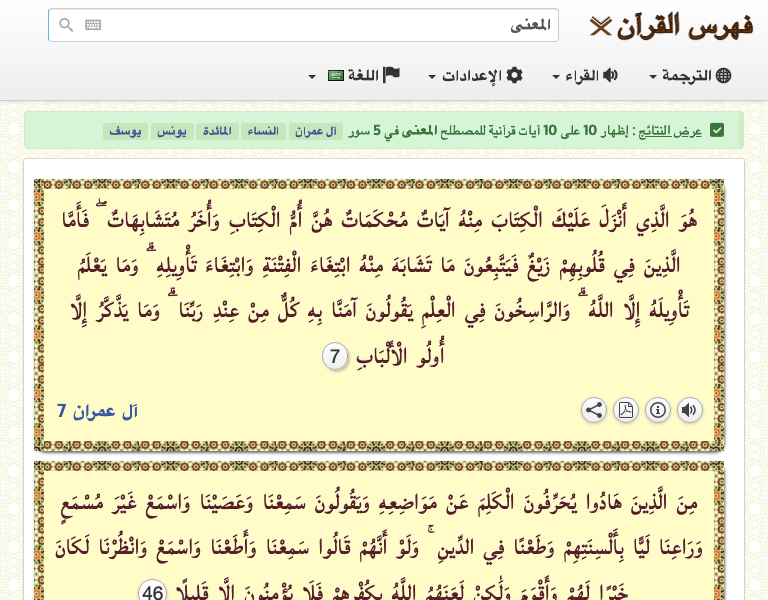 فهرس القرآن
المعنى
الترجمة القراء الإعدادات اللغة
عرض النتائج : إظهار 10 على 10 آيات قرآنية للمصطلح المعنى في 5 سور آل عمران النساء المائدة يونس يوسف
هُوَ الَّذِي أَنْزَلَ عَلَيْكَ الْكِتَابَ مِنْهُ آيَاتٌ مُحْكَمَاتٌ هُنَّ أُمُّ الْكِتَابِ وَأُخَرُ مُتَشَابِهَاتٌ ۖ فَأَمَّا
الَّذِينَ فِي قُلُوبِهِمْ زَيْغٌ فَيَتَّبِعُونَ مَا تَشَابَهَ مِنْهُ ابْتِغَاءَ الْفِتْنَةِ وَابْتِغَاءَ تَأْوِيلِهِ ۗ وَمَا يَعْلَمُ
تَأْوِيلَهُ إِلَّا اللَّهُ ۗ وَالرَّاسِخُونَ فِي الْعِلْمِ يَقُولُونَ آمَنَّا بِهِ كُلٌّ مِنْ عِنْدِ رَبِّنَا ۗ وَمَا يَذَّكَّرُ إِلَّا
أُولُو الْأَلْبَابِ 7
آل عمران 7
مِنَ الَّذِينَ هَادُوا يُحَرِّفُونَ الْكَلِمَ عَنْ مَوَاضِعِهِ وَيَقُولُونَ سَمِعْنَا وَعَصَيْنَا وَاسْمَعْ غَيْرَ مُسْمَعٍ
وَرَاعِنَا لَيًّا بِأَلْسِنَتِهِمْ وَطَعْنًا فِي الدِّينِ ۚ وَلَوْ أَنَّهُمْ قَالُوا سَمِعْنَا وَأَطَعْنَا وَاسْمَعْ وَانْظُرْنَا لَكَانَ
خَيْرًا لَهُمْ وَأَقْوَمَ وَلَٰكِنْ لَعَنَهُمُ اللَّهُ بِكُفْرِهِمْ فَلَا يُؤْمِنُونَ إِلَّا قَلِيلًا 46